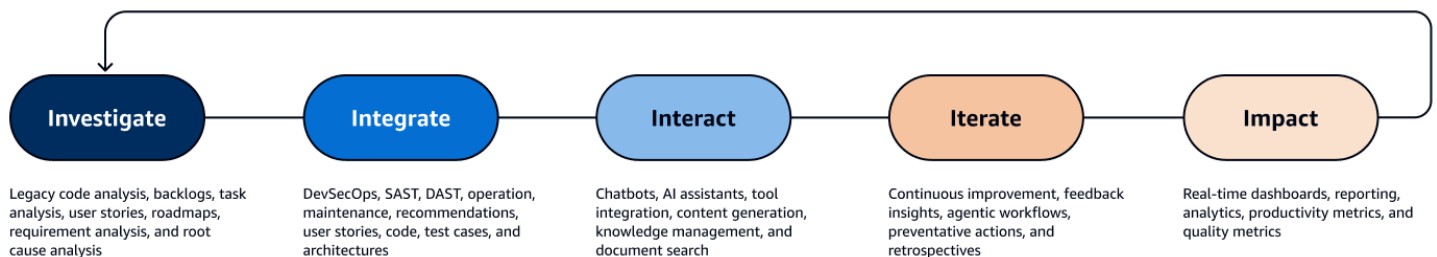 Investigate
Integrate
Interact
Iterate
Impact
Legacy code analysis, backlogs, task
analysis, user stories, roadmaps,
requirement analysis, and root
cause analysis
DevSecOps, SAST, DAST, operation,
maintenance, recommendations,
user stories, code, test cases, and
architectures
Chatbots, AI assistants, tool
integration, content generation,
knowledge management, and
document search
Continuous improvement, feedback
insights, agentic workflows,
preventative actions, and
retrospectives
Real-time dashboards, reporting,
analytics, productivity metrics, and
quality metrics